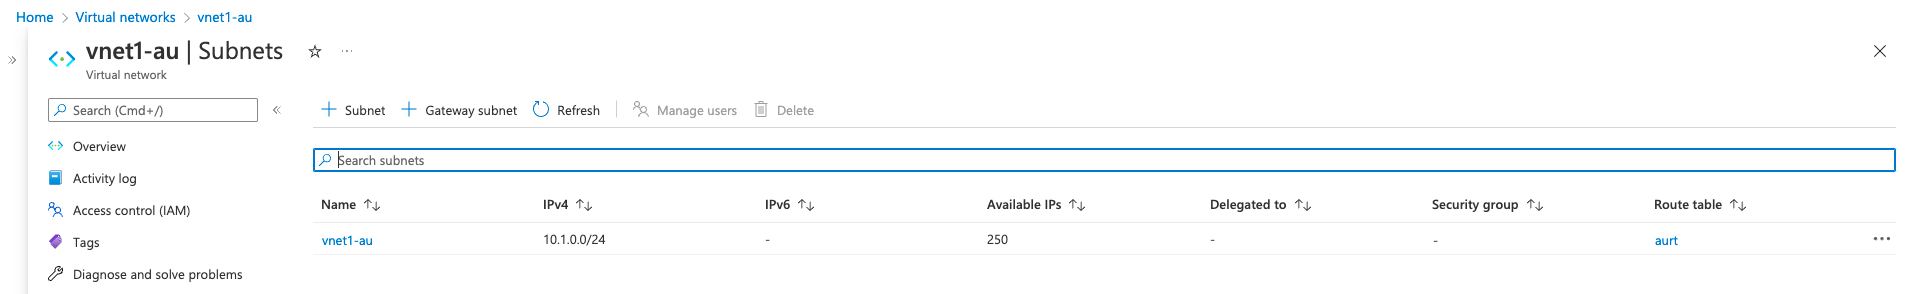 Home > Virtual networks > vnet1-au
vnet1-au | Subnets
Virtual network
Search (Cmd+/)
Overview
Activity log
Access control (IAM)
Tags
Diagnose and solve problems
Subnet Gateway subnet Refresh Manage users Delete
Search subnets
Name IPv4 IPv6 Available IPs Delegated to Security group Route table
vnet1-au 10.1.0.0/24 - 250 - - aurt